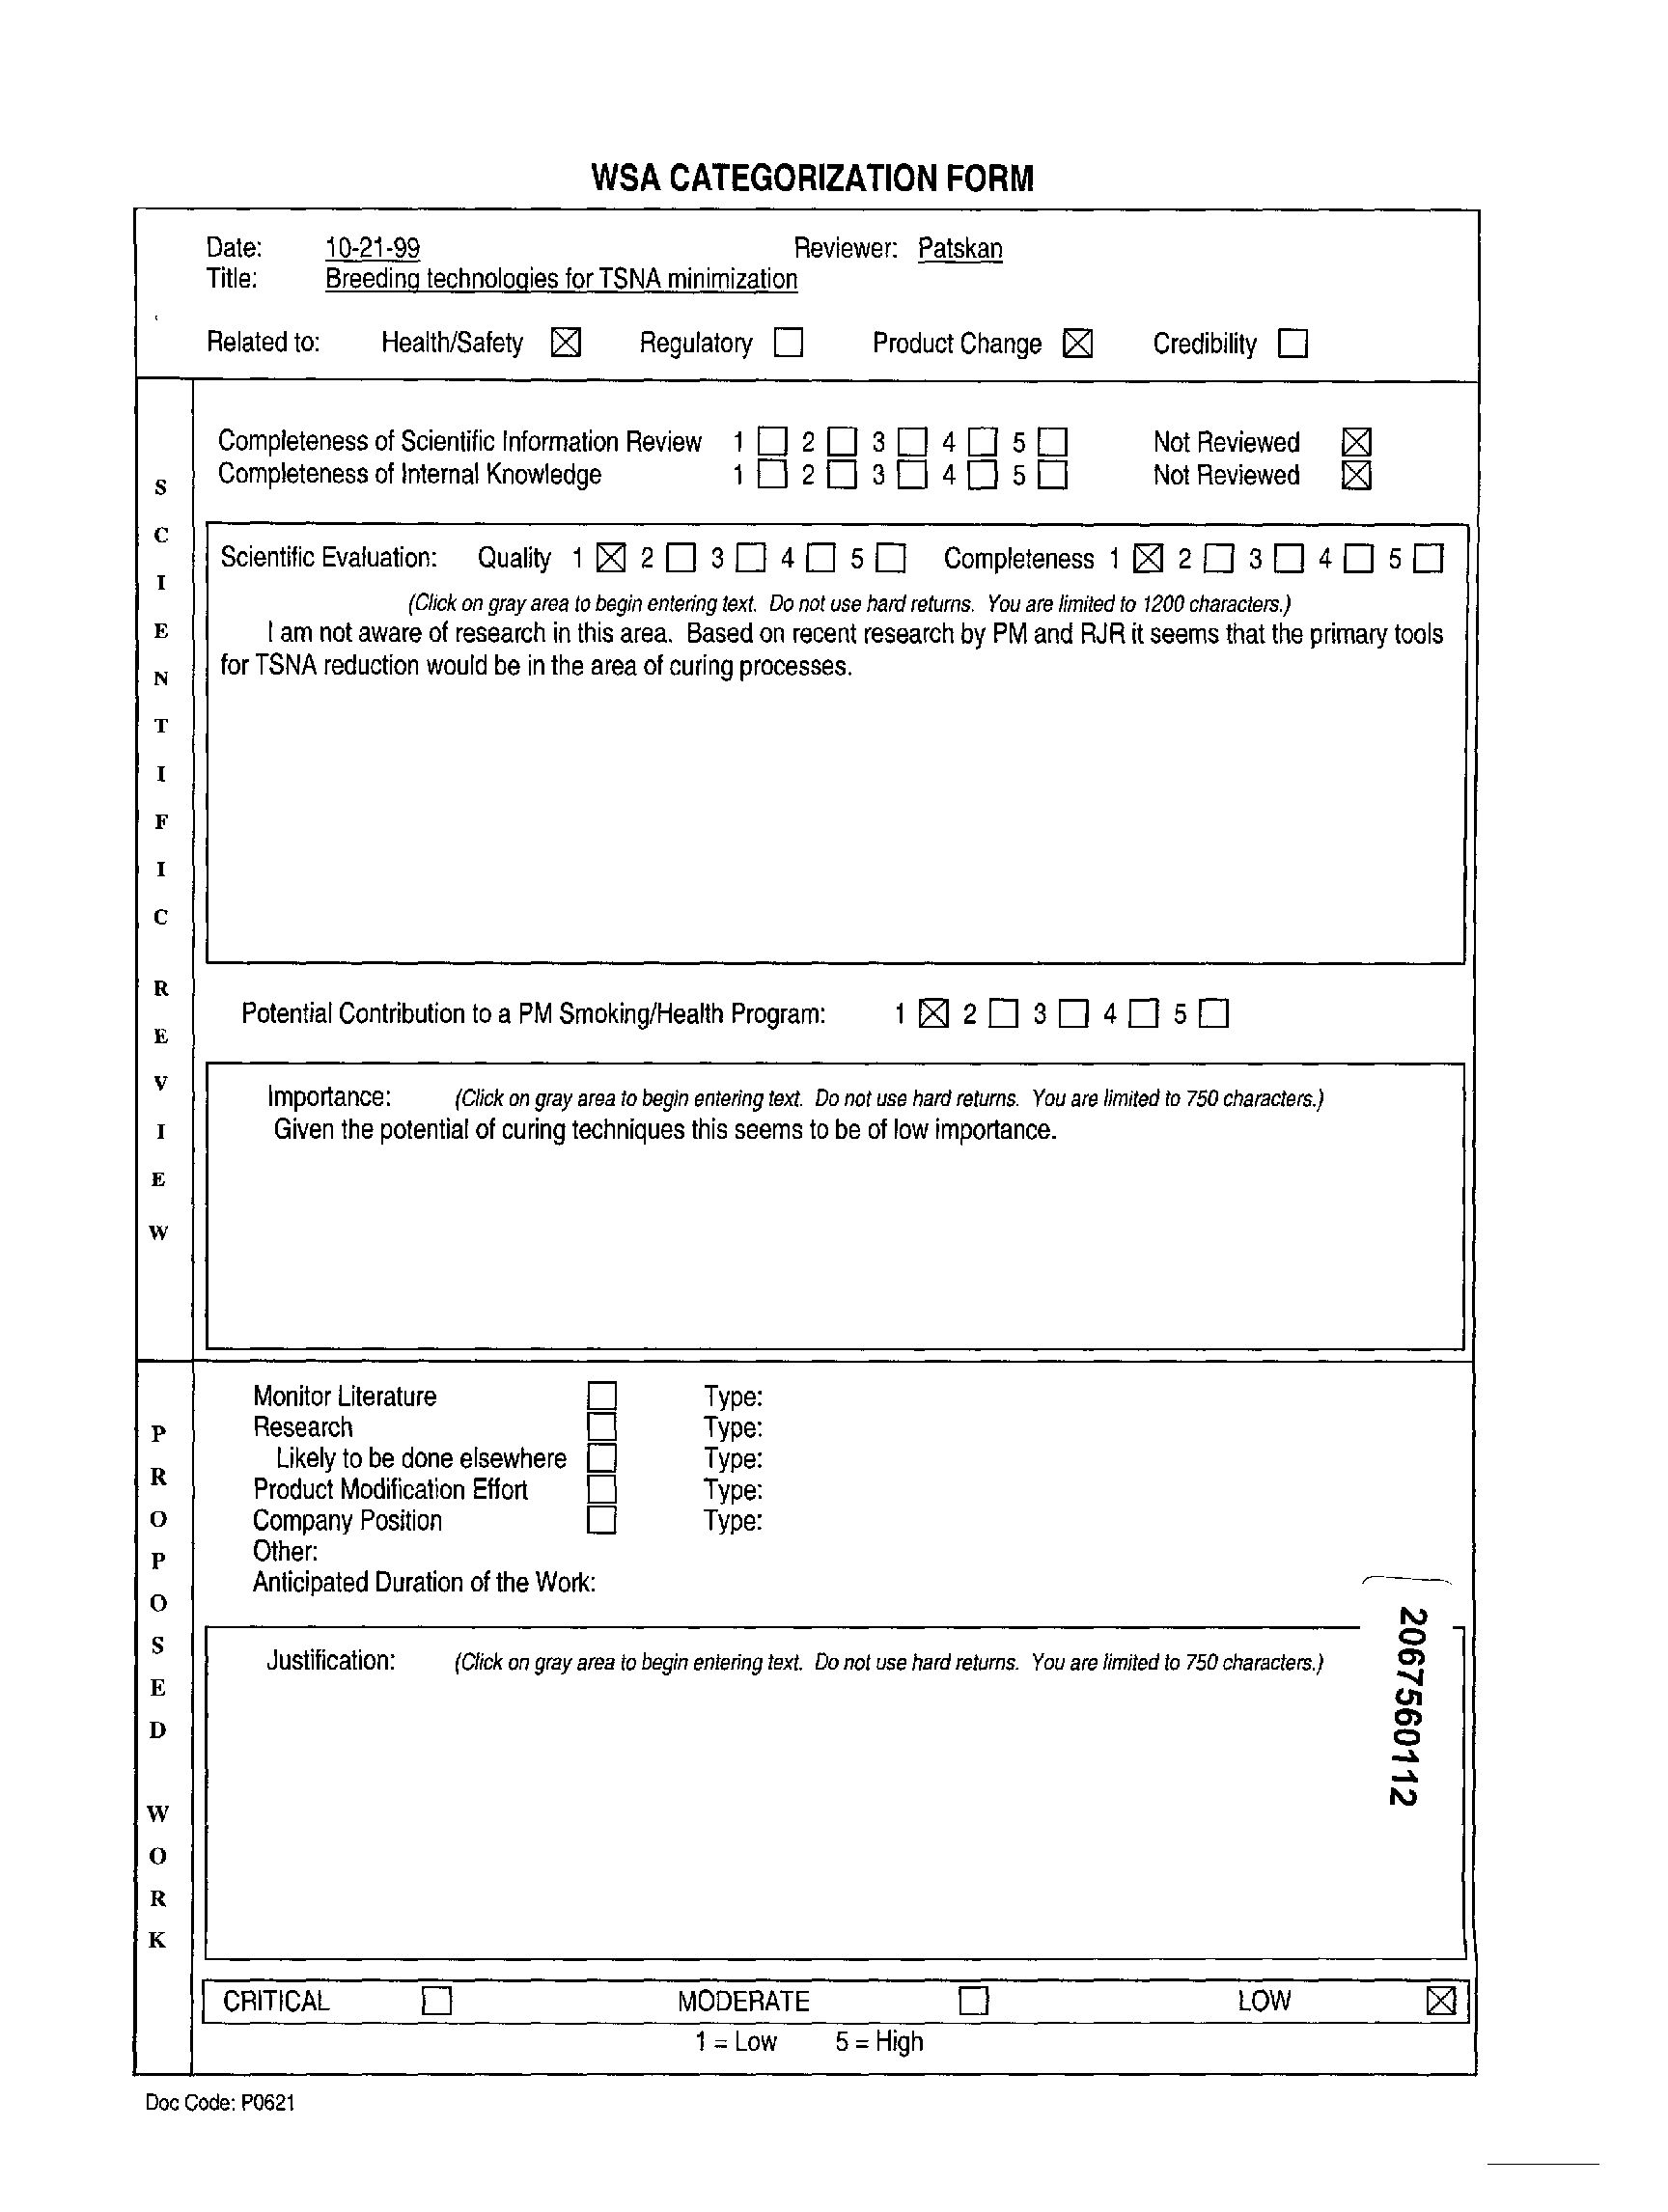 WSA CATEGORIZATION FORM
Date: 10-21-99 Reviewer: Patskan
Title: Breeding technologies for TSNA minimization
Related to: Health/Safety ☒ Regulatory ☐ Product Change ☒ Credibility ☐
SCIENTIFIC REVIEW
Completeness of Scientific Information Review 1 ☐ 2 ☐ 3 ☐ 4 ☐ 5 ☐ Not Reviewed ☒
Completeness of Internal Knowledge 1 ☐ 2 ☐ 3 ☐ 4 ☐ 5 ☐ Not Reviewed ☒
Scientific Evaluation: Quality 1 ☒ 2 ☐ 3 ☐ 4 ☐ 5 ☐ Completeness 1 ☒ 2 ☐ 3 ☐ 4 ☐ 5 ☐
(Click on gray area to begin entering text. Do not use hard returns. You are limited to 1200 characters.)
I am not aware of research in this area. Based on recent research by PM and RJR it seems that the primary tools
for TSNA reduction would be in the area of curing processes.
Potential Contribution to a PM Smoking/Health Program: 1 ☒ 2 ☐ 3 ☐ 4 ☐ 5 ☐
Importance: (Click on gray area to begin entering text. Do not use hard returns. You are limited to 750 characters.)
Given the potential of curing techniques this seems to be of low importance.
PROPOSED WORK
Monitor Literature ☐ Type:
Research ☐ Type:
Likely to be done elsewhere ☐ Type:
Product Modification Effort ☐ Type:
Company Position ☐ Type:
Other:
Anticipated Duration of the Work:
Justification: (Click on gray area to begin entering text. Do not use hard returns. You are limited to 750 characters.)
2067560112
CRITICAL ☐ MODERATE ☐ LOW ☒
1 = Low 5 = High
Doc Code: P0621